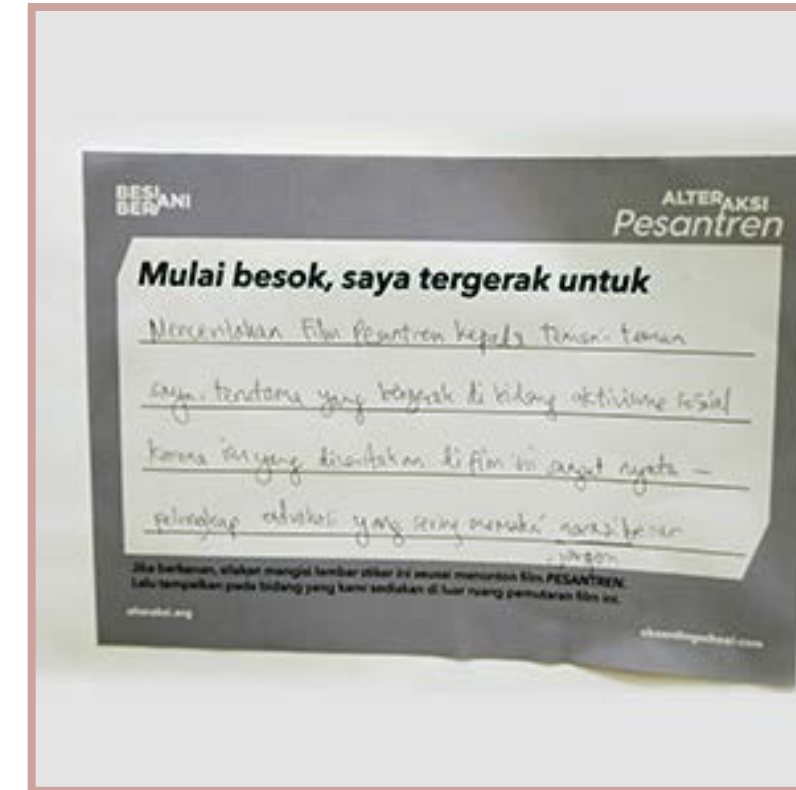 BESI BERANI
ALTERAKSI
Pesantren
Mulai besok, saya tergerak untuk
Menceritakan Film Pesantren kepada teman-teman
saya. terutama yang bergerak di bidang aktivisme sosial
karena isu yang diceritakan di film ini sangat nyata –
pelengkap advokasi yang sering memakai narasi besar
jargon
Jika berkenan, silakan mengisi lembar stiker ini seusai menonton film PESANTREN.
Lalu tempelkan pada bidang yang kami sediakan di luar ruang pemutaran film ini.
alteraksi.org